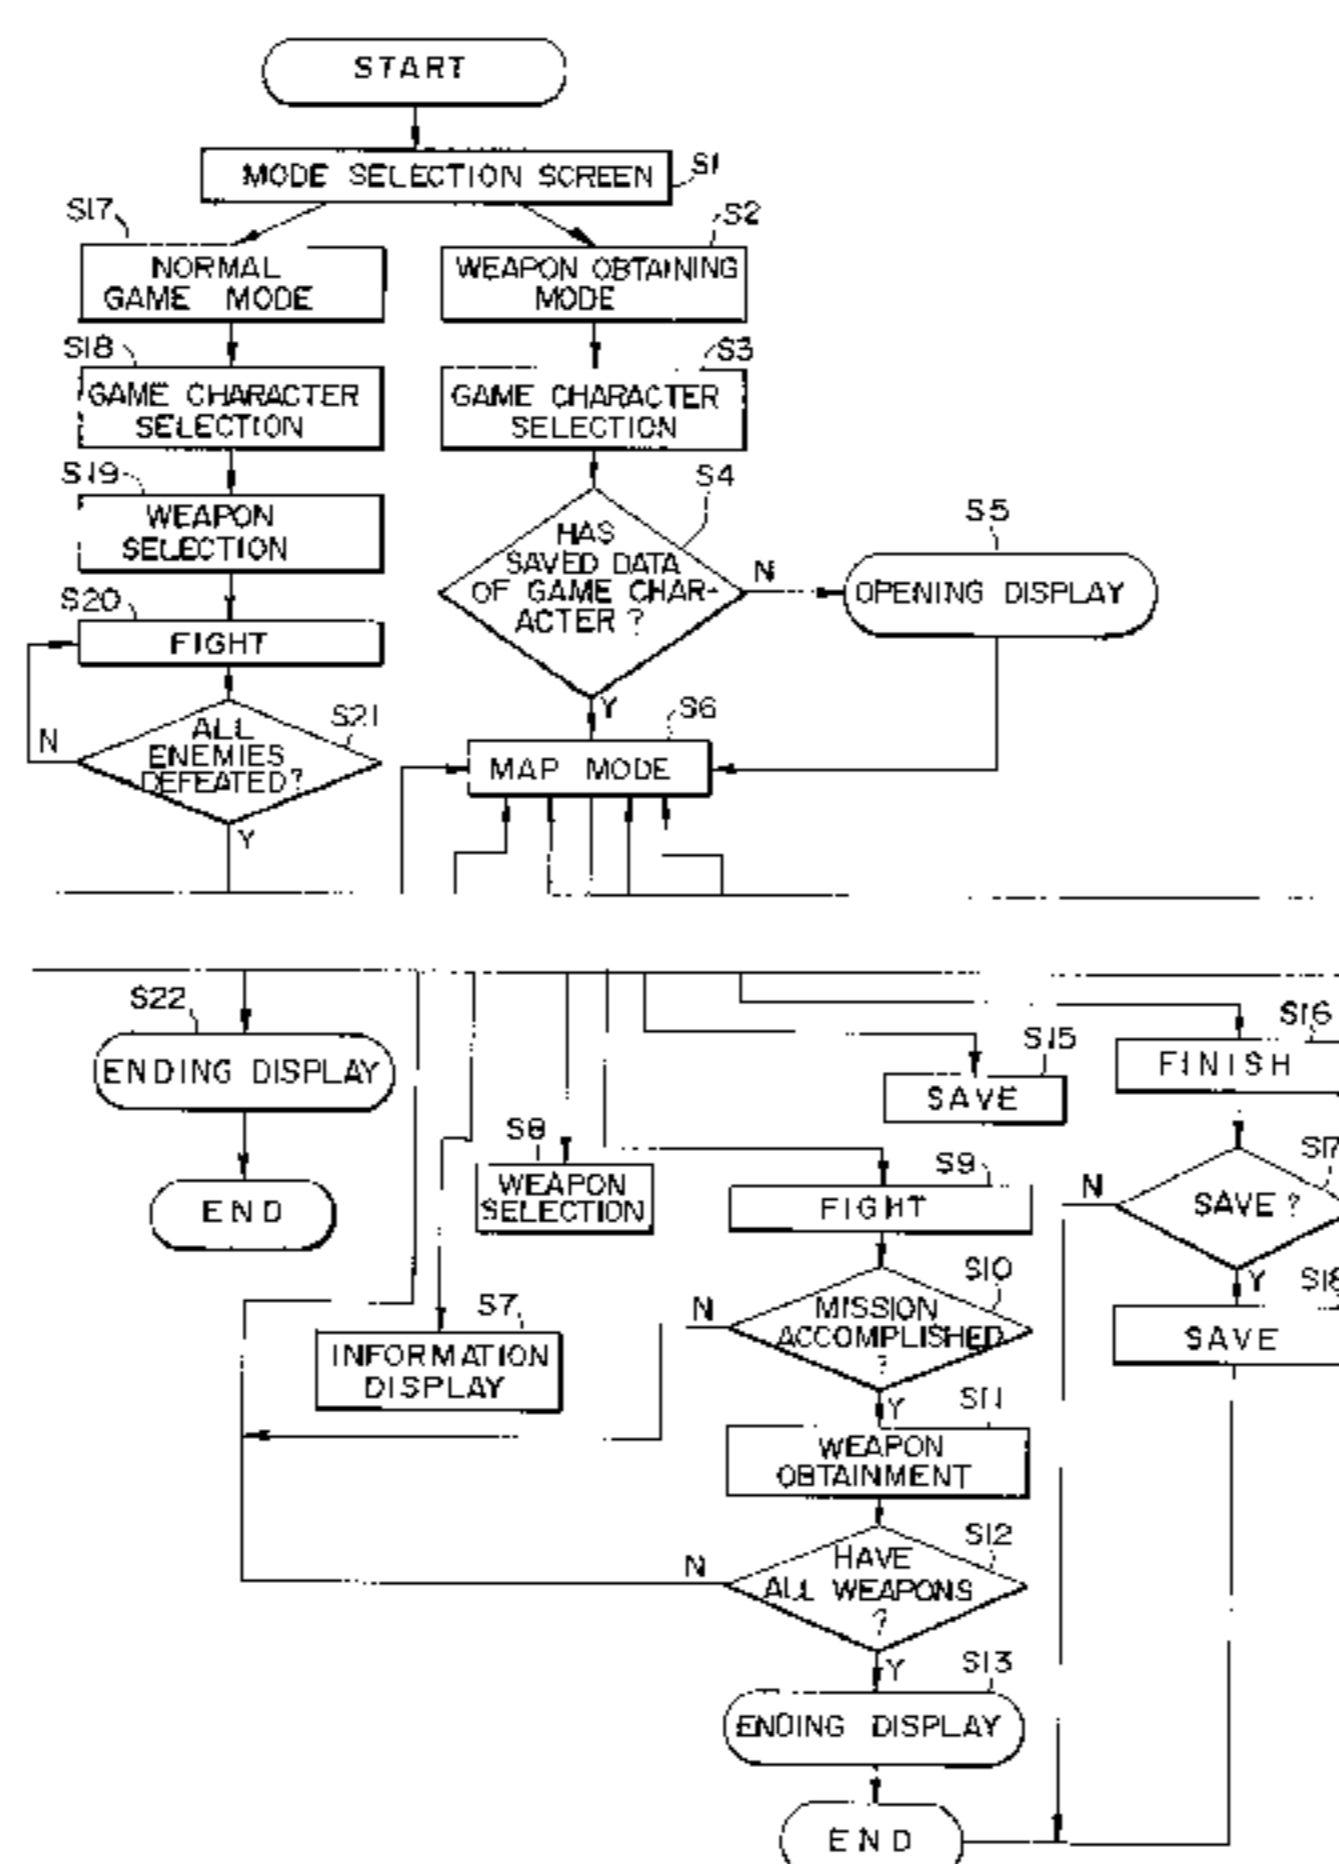 START
MODE SELECTION SCREEN
S1
S17
NORMAL
GAME MODE
S2
WEAPON OBTAINING
MODE
S18
GAME CHARACTER
SELECTION
S3
GAME CHARACTER
SELECTION
S19
WEAPON
SELECTION
S4
HAS
SAVED DATA
OF GAME CHAR-
ACTER ?
N
Y
S5
OPENING DISPLAY
S20
FIGHT
S21
ALL
ENEMIES
DEFEATED?
N
Y
S6
MAP MODE
S22
ENDING DISPLAY
END
S16
FINISH
S15
SAVE
S8
WEAPON
SELECTION
S9
FIGHT
S17
SAVE ?
N
Y
S18
SAVE
S7
INFORMATION
DISPLAY
S10
MISSION
ACCOMPLISHED
?
N
Y
S11
WEAPON
OBTAINMENT
S12
HAVE
ALL WEAPONS
?
N
Y
S13
ENDING DISPLAY
END